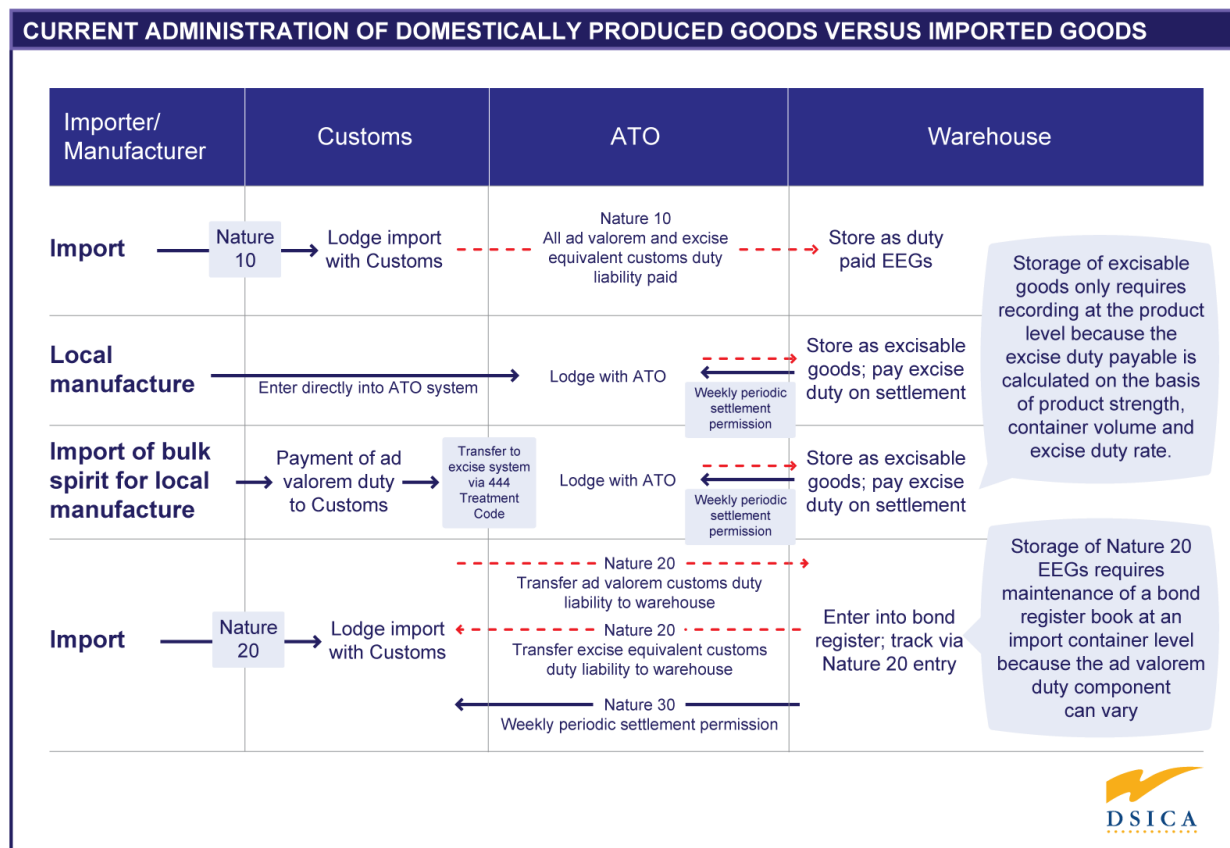 CURRENT ADMINISTRATION OF DOMESTICALLY PRODUCED GOODS VERSUS IMPORTED GOODS
Importer/
Manufacturer
Customs
ATO
Warehouse
Import
Nature
10
Lodge import
with Customs
Nature 10
All ad valorem and excise
equivalent customs duty
liability paid
Store as duty
paid EEGs
Local
manufacture
Enter directly into ATO system
Lodge with ATO
Weekly periodic
settlement
permission
Store as excisable
goods; pay excise
duty on settlement
Storage of excisable
goods only requires
recording at the product
level because the
excise duty payable is
calculated on the basis
of product strength,
container volume and
excise duty rate.
Import of bulk
spirit for local
manufacture
Payment of ad
valorem duty
to Customs
Transfer to
excise system
via 444
Treatment
Code
Lodge with ATO
Weekly periodic
settlement
permission
Store as excisable
goods; pay excise
duty on settlement
Import
Nature
20
Lodge import
with Customs
Nature 20
Transfer ad valorem customs duty
liability to warehouse
Nature 20
Transfer excise equivalent customs
duty liability to warehouse
Nature 30
Weekly periodic settlement permission
Enter into bond
register; track via
Nature 20 entry
Storage of Nature 20
EEGs requires
maintenance of a bond
register book at an
import container level
because the ad valorem
duty component
can vary
DSICA